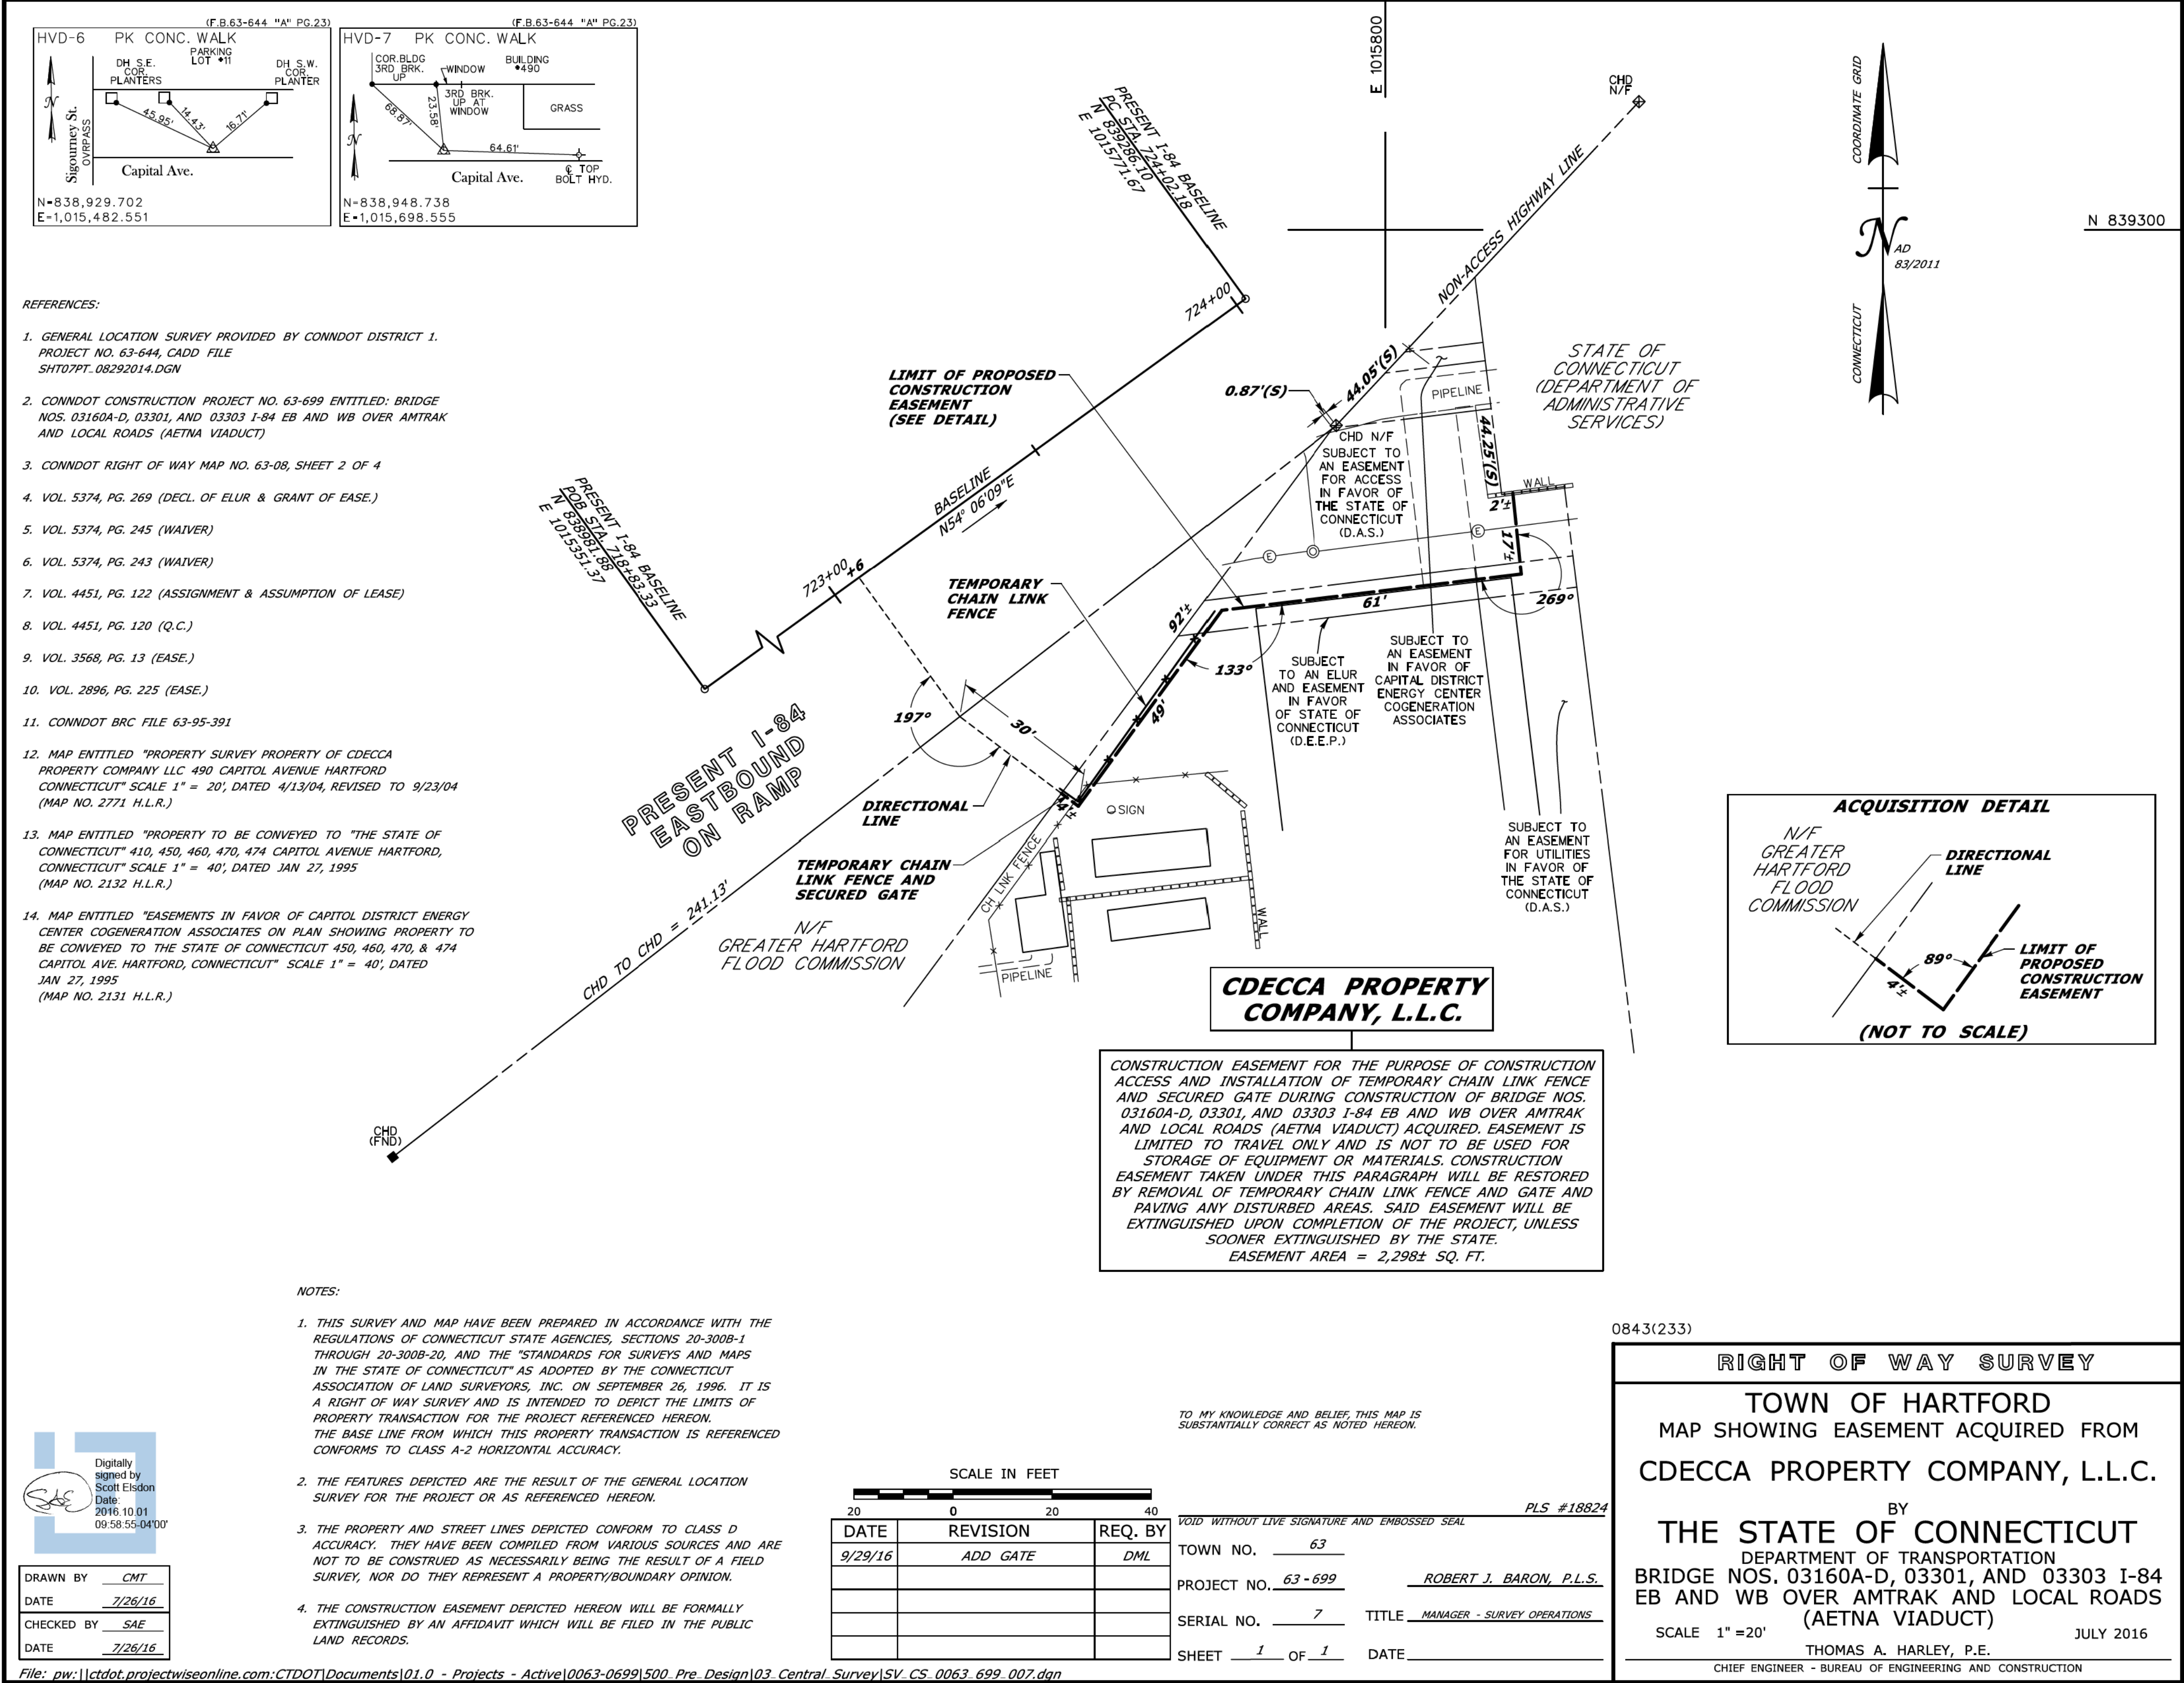 (F.B.63-644 "A" PG.23)
HVD-6 PK CONC. WALK
DH S.E.
COR.
PLANTERS
PARKING
LOT #11
DH S.W.
COR.
PLANTER
N
45.95'
14.43'
16.71'
Sigourney St.
OVRPASS
Capital Ave.
N=838,929.702
E=1,015,482.551
(F.B.63-644 "A" PG.23)
HVD-7 PK CONC. WALK
COR.BLDG
3RD BRK.
UP
WINDOW
BUILDING
#490
3RD BRK.
UP AT
WINDOW
GRASS
N
68.87'
23.58'
64.61'
Capital Ave.
℄ TOP
BOLT HYD.
N=838,948.738
E=1,015,698.555
REFERENCES:
1. GENERAL LOCATION SURVEY PROVIDED BY CONNDOT DISTRICT 1.
PROJECT NO. 63-644, CADD FILE
SHT07PT_08292014.DGN
2. CONNDOT CONSTRUCTION PROJECT NO. 63-699 ENTITLED: BRIDGE
NOS. 03160A-D, 03301, AND 03303 I-84 EB AND WB OVER AMTRAK
AND LOCAL ROADS (AETNA VIADUCT)
3. CONNDOT RIGHT OF WAY MAP NO. 63-08, SHEET 2 OF 4
4. VOL. 5374, PG. 269 (DECL. OF ELUR & GRANT OF EASE.)
5. VOL. 5374, PG. 245 (WAIVER)
6. VOL. 5374, PG. 243 (WAIVER)
7. VOL. 4451, PG. 122 (ASSIGNMENT & ASSUMPTION OF LEASE)
8. VOL. 4451, PG. 120 (Q.C.)
9. VOL. 3568, PG. 13 (EASE.)
10. VOL. 2896, PG. 225 (EASE.)
11. CONNDOT BRC FILE 63-95-391
12. MAP ENTITLED "PROPERTY SURVEY PROPERTY OF CDECCA
PROPERTY COMPANY LLC 490 CAPITOL AVENUE HARTFORD
CONNECTICUT" SCALE 1" = 20', DATED 4/13/04, REVISED TO 9/23/04
(MAP NO. 2771 H.L.R.)
13. MAP ENTITLED "PROPERTY TO BE CONVEYED TO "THE STATE OF
CONNECTICUT" 410, 450, 460, 470, 474 CAPITOL AVENUE HARTFORD,
CONNECTICUT" SCALE 1" = 40', DATED JAN 27, 1995
(MAP NO. 2132 H.L.R.)
14. MAP ENTITLED "EASEMENTS IN FAVOR OF CAPITOL DISTRICT ENERGY
CENTER COGENERATION ASSOCIATES ON PLAN SHOWING PROPERTY TO
BE CONVEYED TO THE STATE OF CONNECTICUT 450, 460, 470, & 474
CAPITOL AVE. HARTFORD, CONNECTICUT" SCALE 1" = 40', DATED
JAN 27, 1995
(MAP NO. 2131 H.L.R.)
PRESENT I-84 BASELINE
PC STA. 724+02.18
N 839286.10
E 1015771.67
E 1015800
CHD
N/F
COORDINATE GRID
N
AD
83/2011
CONNECTICUT
N 839300
NON-ACCESS HIGHWAY LINE
724+00
LIMIT OF PROPOSED
CONSTRUCTION
EASEMENT
(SEE DETAIL)
0.87'(S)
44.05'(S)
PIPELINE
STATE OF
CONNECTICUT
(DEPARTMENT OF
ADMINISTRATIVE
SERVICES)
CHD N/F
SUBJECT TO
AN EASEMENT
FOR ACCESS
IN FAVOR OF
THE STATE OF
CONNECTICUT
(D.A.S.)
44.25'(S)
WALL
2'±
17'±
E
E
269°
BASELINE
N54° 06'09"E
PRESENT I-84 BASELINE
POB STA. 718+83.33
N 838981.88
E 1015351.37
723+00
+6
TEMPORARY
CHAIN LINK
FENCE
92'±
61'
133°
49'
SUBJECT
TO AN ELUR
AND EASEMENT
IN FAVOR
OF STATE OF
CONNECTICUT
(D.E.E.P.)
SUBJECT TO
AN EASEMENT
IN FAVOR OF
CAPITAL DISTRICT
ENERGY CENTER
COGENERATION
ASSOCIATES
197°
30'
DIRECTIONAL
LINE
4'±
SIGN
PRESENT I-84
EASTBOUND
ON RAMP
TEMPORARY CHAIN
LINK FENCE AND
SECURED GATE
CH LNK FENCE
WALL
PIPELINE
N/F
GREATER HARTFORD
FLOOD COMMISSION
CHD TO CHD = 241.13'
CHD
(FND)
SUBJECT TO
AN EASEMENT
FOR UTILITIES
IN FAVOR OF
THE STATE OF
CONNECTICUT
(D.A.S.)
ACQUISITION DETAIL
N/F
GREATER
HARTFORD
FLOOD
COMMISSION
DIRECTIONAL
LINE
89°
4'±
LIMIT OF
PROPOSED
CONSTRUCTION
EASEMENT
(NOT TO SCALE)
CDECCA PROPERTY
COMPANY, L.L.C.
CONSTRUCTION EASEMENT FOR THE PURPOSE OF CONSTRUCTION
ACCESS AND INSTALLATION OF TEMPORARY CHAIN LINK FENCE
AND SECURED GATE DURING CONSTRUCTION OF BRIDGE NOS.
03160A-D, 03301, AND 03303 I-84 EB AND WB OVER AMTRAK
AND LOCAL ROADS (AETNA VIADUCT) ACQUIRED. EASEMENT IS
LIMITED TO TRAVEL ONLY AND IS NOT TO BE USED FOR
STORAGE OF EQUIPMENT OR MATERIALS. CONSTRUCTION
EASEMENT TAKEN UNDER THIS PARAGRAPH WILL BE RESTORED
BY REMOVAL OF TEMPORARY CHAIN LINK FENCE AND GATE AND
PAVING ANY DISTURBED AREAS. SAID EASEMENT WILL BE
EXTINGUISHED UPON COMPLETION OF THE PROJECT, UNLESS
SOONER EXTINGUISHED BY THE STATE.
EASEMENT AREA = 2,298± SQ. FT.
NOTES:
1. THIS SURVEY AND MAP HAVE BEEN PREPARED IN ACCORDANCE WITH THE
REGULATIONS OF CONNECTICUT STATE AGENCIES, SECTIONS 20-300B-1
THROUGH 20-300B-20, AND THE "STANDARDS FOR SURVEYS AND MAPS
IN THE STATE OF CONNECTICUT" AS ADOPTED BY THE CONNECTICUT
ASSOCIATION OF LAND SURVEYORS, INC. ON SEPTEMBER 26, 1996. IT IS
A RIGHT OF WAY SURVEY AND IS INTENDED TO DEPICT THE LIMITS OF
PROPERTY TRANSACTION FOR THE PROJECT REFERENCED HEREON.
THE BASE LINE FROM WHICH THIS PROPERTY TRANSACTION IS REFERENCED
CONFORMS TO CLASS A-2 HORIZONTAL ACCURACY.
2. THE FEATURES DEPICTED ARE THE RESULT OF THE GENERAL LOCATION
SURVEY FOR THE PROJECT OR AS REFERENCED HEREON.
3. THE PROPERTY AND STREET LINES DEPICTED CONFORM TO CLASS D
ACCURACY. THEY HAVE BEEN COMPILED FROM VARIOUS SOURCES AND ARE
NOT TO BE CONSTRUED AS NECESSARILY BEING THE RESULT OF A FIELD
SURVEY, NOR DO THEY REPRESENT A PROPERTY/BOUNDARY OPINION.
4. THE CONSTRUCTION EASEMENT DEPICTED HEREON WILL BE FORMALLY
EXTINGUISHED BY AN AFFIDAVIT WHICH WILL BE FILED IN THE PUBLIC
LAND RECORDS.
SAE
Digitally
signed by
Scott Elsdon
Date:
2016.10.01
09:58:55-04'00'
DRAWN BY CMT
DATE 7/26/16
CHECKED BY SAE
DATE 7/26/16
SCALE IN FEET
20 0 20 40
DATE REVISION REQ. BY
9/29/16 ADD GATE DML
TO MY KNOWLEDGE AND BELIEF, THIS MAP IS
SUBSTANTIALLY CORRECT AS NOTED HEREON.
PLS #18824
VOID WITHOUT LIVE SIGNATURE AND EMBOSSED SEAL
TOWN NO. 63
PROJECT NO. 63-699 ROBERT J. BARON, P.L.S.
SERIAL NO. 7 TITLE MANAGER - SURVEY OPERATIONS
SHEET 1 OF 1 DATE
0843(233)
RIGHT OF WAY SURVEY
TOWN OF HARTFORD
MAP SHOWING EASEMENT ACQUIRED FROM
CDECCA PROPERTY COMPANY, L.L.C.
BY
THE STATE OF CONNECTICUT
DEPARTMENT OF TRANSPORTATION
BRIDGE NOS. 03160A-D, 03301, AND 03303 I-84
EB AND WB OVER AMTRAK AND LOCAL ROADS
(AETNA VIADUCT)
SCALE 1" =20' JULY 2016
THOMAS A. HARLEY, P.E.
CHIEF ENGINEER - BUREAU OF ENGINEERING AND CONSTRUCTION
File: pw:\\ctdot.projectwiseonline.com:CTDOT\Documents\01.0 - Projects - Active\0063-0699\500_Pre_Design\03_Central_Survey\SV_CS_0063_699_007.dgn